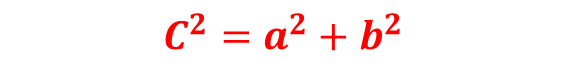 C² = a² + b²